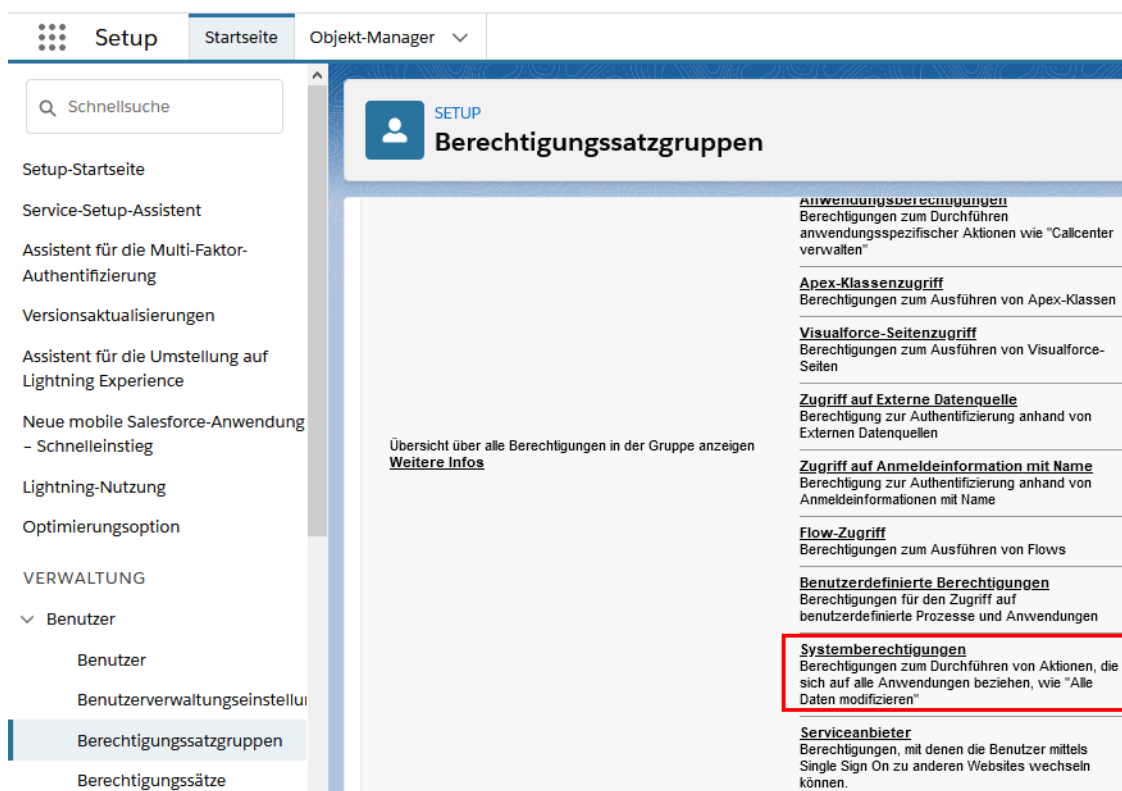 Setup
Startseite
Objekt-Manager
Schnellsuche
Setup-Startseite
Service-Setup-Assistent
Assistent für die Multi-Faktor-
Authentifizierung
Versionsaktualisierungen
Assistent für die Umstellung auf
Lightning Experience
Neue mobile Salesforce-Anwendung
– Schnelleinstieg
Lightning-Nutzung
Optimierungsoption
VERWALTUNG
Benutzer
Benutzer
Benutzerverwaltungseinstellu
Berechtigungssatzgruppen
Berechtigungssätze
SETUP
Berechtigungssatzgruppen
Übersicht über alle Berechtigungen in der Gruppe anzeigen
Weitere Infos
Anwendungsberechtigungen
Berechtigungen zum Durchführen
anwendungsspezifischer Aktionen wie "Callcenter
verwalten"
Apex-Klassenzugriff
Berechtigungen zum Ausführen von Apex-Klassen
Visualforce-Seitenzugriff
Berechtigungen zum Ausführen von Visualforce-
Seiten
Zugriff auf Externe Datenquelle
Berechtigung zur Authentifizierung anhand von
Externen Datenquellen
Zugriff auf Anmeldeinformation mit Name
Berechtigung zur Authentifizierung anhand von
Anmeldeinformationen mit Name
Flow-Zugriff
Berechtigungen zum Ausführen von Flows
Benutzerdefinierte Berechtigungen
Berechtigungen für den Zugriff auf
benutzerdefinierte Prozesse und Anwendungen
Systemberechtigungen
Berechtigungen zum Durchführen von Aktionen, die
sich auf alle Anwendungen beziehen, wie "Alle
Daten modifizieren"
Serviceanbieter
Berechtigungen, mit denen die Benutzer mittels
Single Sign On zu anderen Websites wechseln
können.